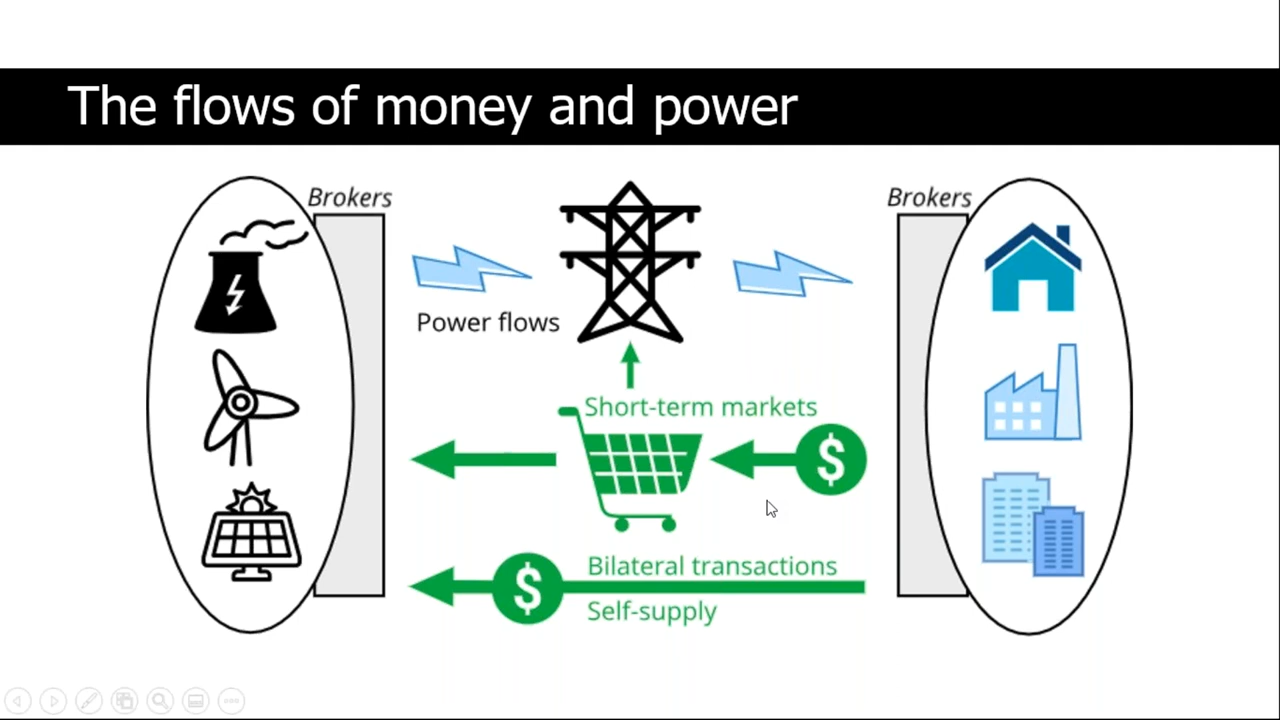 The flows of money and power
Brokers
Brokers
Power flows
Short-term markets
$
$
Bilateral transactions
Self-supply